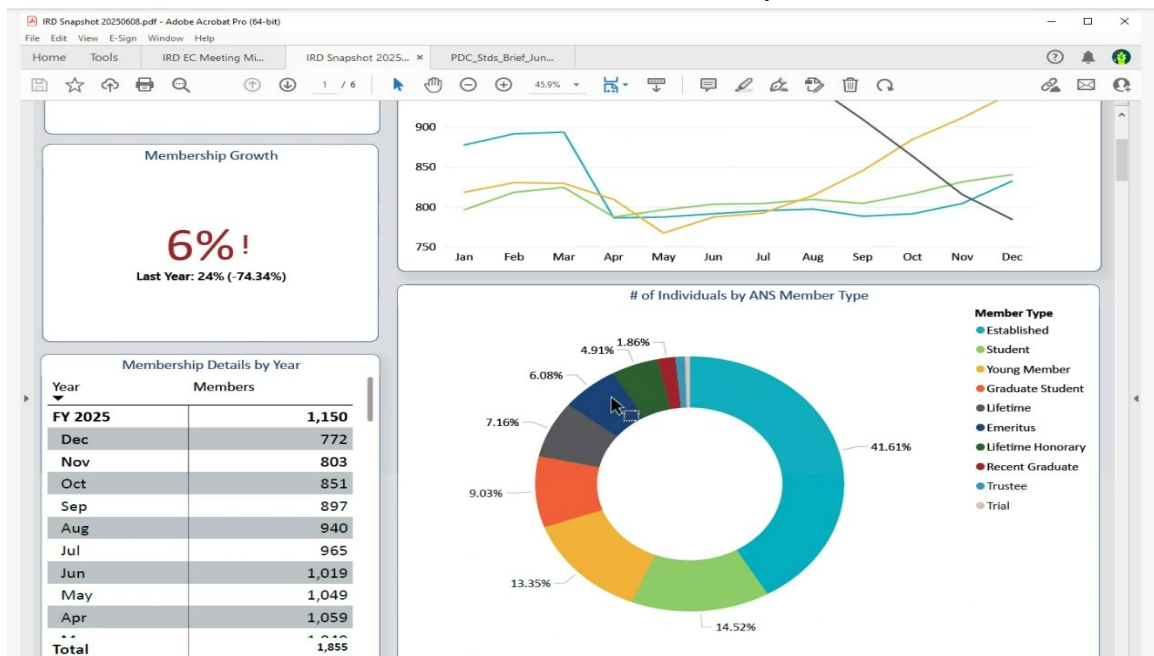 IRD Snapshot 20250608.pdf - Adobe Acrobat Pro (64-bit)
File Edit View E-Sign Window Help
Home Tools IRD EC Meeting Mi... IRD Snapshot 2025... × PDC_Stds_Brief_Jun...
1 / 6 45.9%
900
850
800
750
Jan Feb Mar Apr May Jun Jul Aug Sep Oct Nov Dec
Membership Growth
6% !
Last Year: 24% (-74.34%)
Membership Details by Year
Year Members
FY 2025 1,150
Dec 772
Nov 803
Oct 851
Sep 897
Aug 940
Jul 965
Jun 1,019
May 1,049
Apr 1,059
Total 1,855
# of Individuals by ANS Member Type
41.61%
14.52%
13.35%
9.03%
7.16%
6.08%
4.91%
1.86%
Member Type
Established
Student
Young Member
Graduate Student
Lifetime
Emeritus
Lifetime Honorary
Recent Graduate
Trustee
Trial